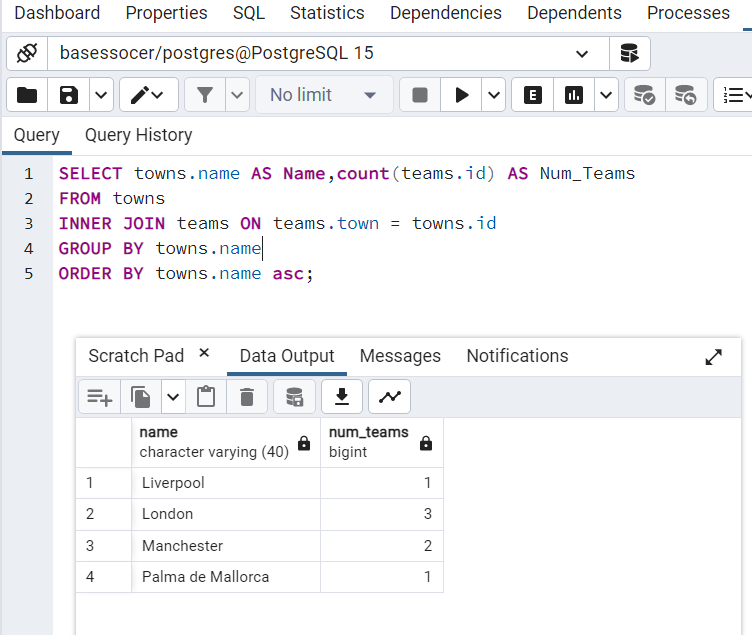 Dashboard Properties SQL Statistics Dependencies Dependents Processes
basessocer/postgres@PostgreSQL 15
No limit
E
Query Query History
1 SELECT towns.name AS Name,count(teams.id) AS Num_Teams
2 FROM towns
3 INNER JOIN teams ON teams.town = towns.id
4 GROUP BY towns.name
5 ORDER BY towns.name asc;
Scratch Pad × Data Output Messages Notifications
name num_teams
character varying (40) bigint
1 Liverpool 1
2 London 3
3 Manchester 2
4 Palma de Mallorca 1